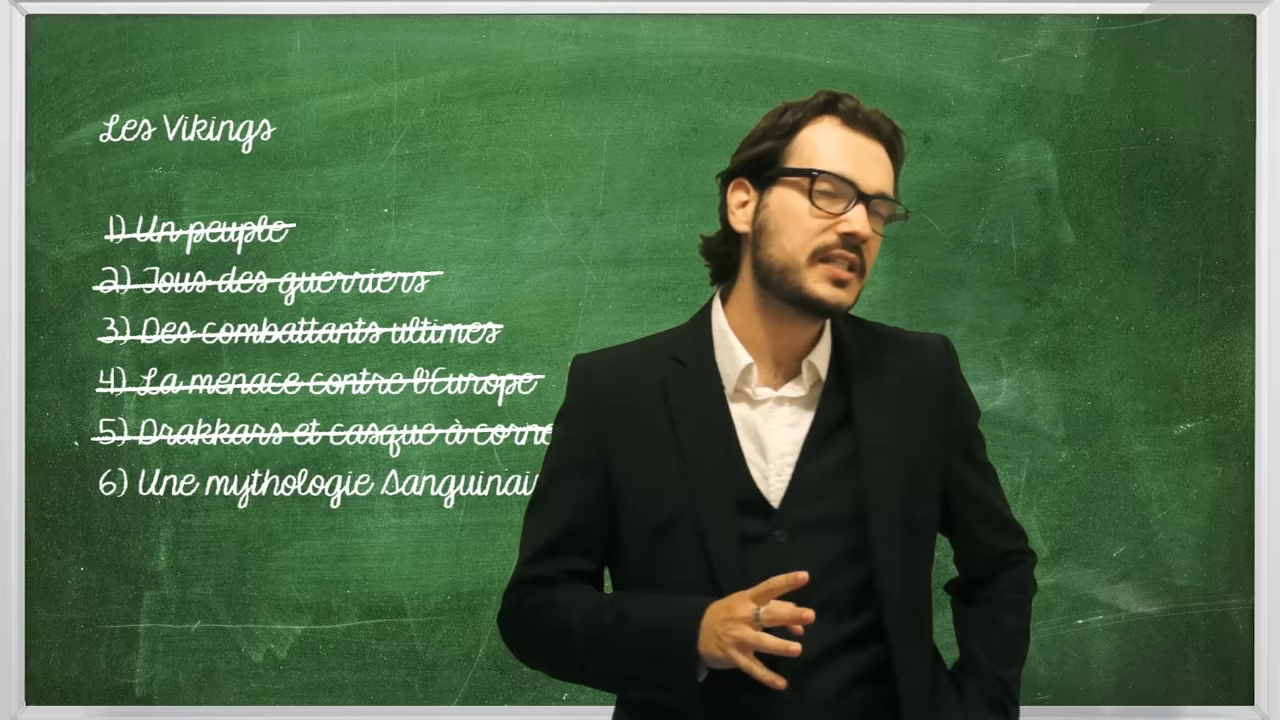 Les Vikings
1) Un peuple
2) Tous des guerriers
3) Des combattants ultimes
4) La menace contre l'Europe
5) Drakkars et casque à corne
6) Une mythologie